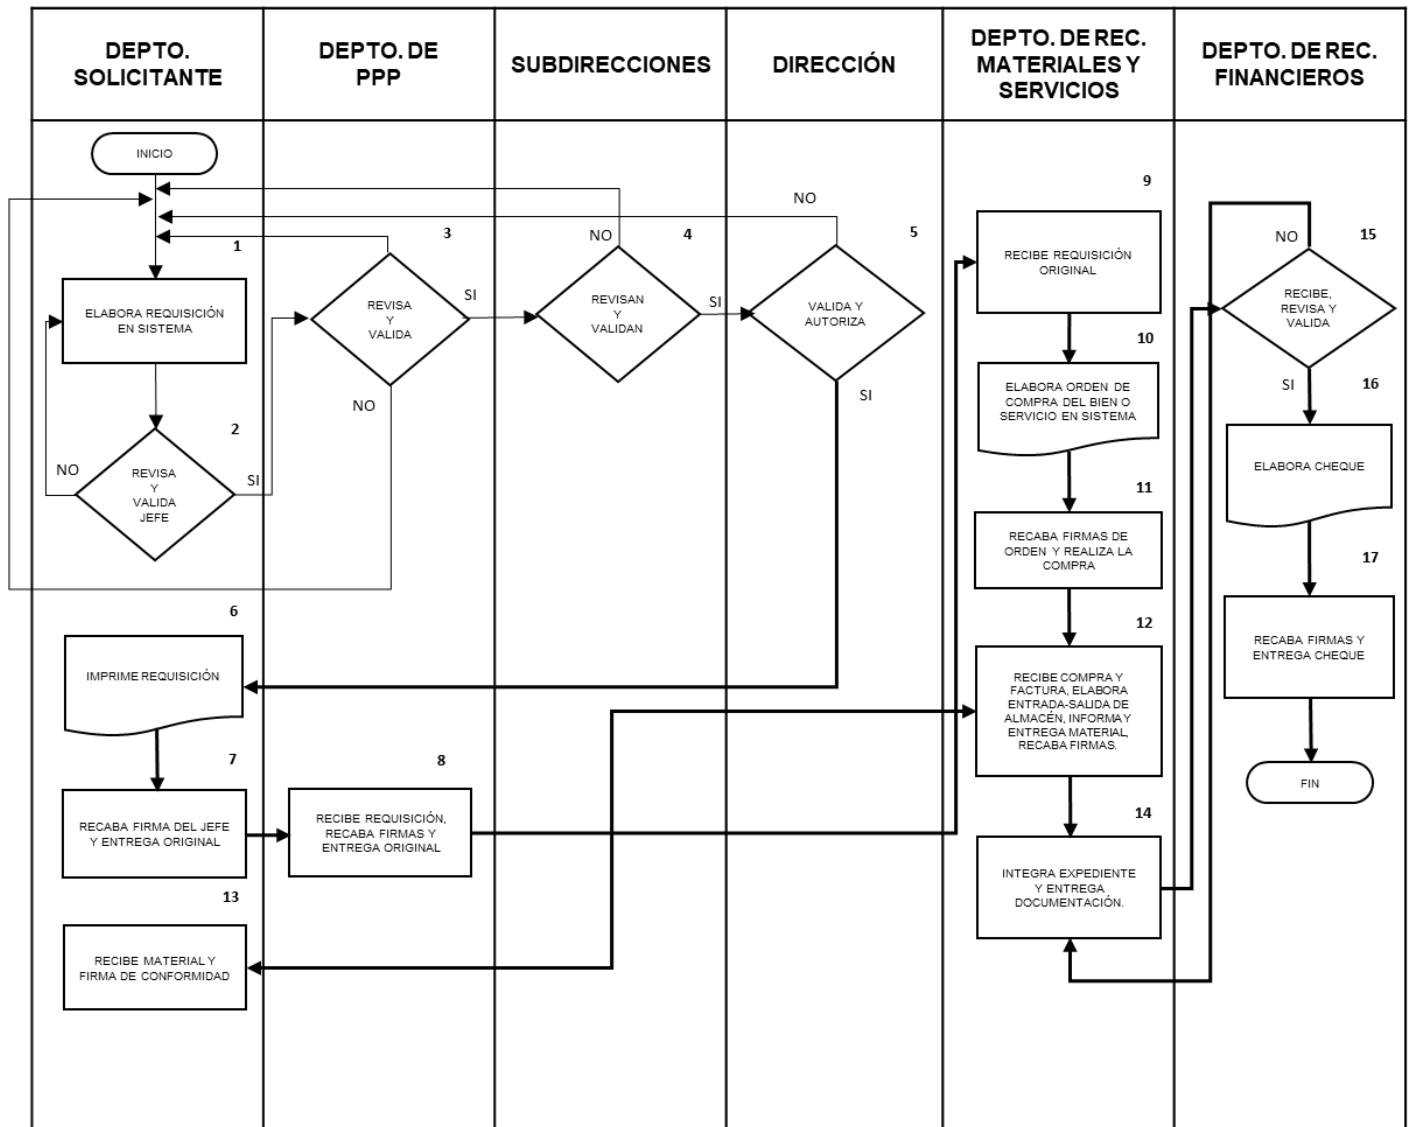 DEPTO.
SOLICITANTE
DEPTO. DE
PPP
SUBDIRECCIONES
DIRECCIÓN
DEPTO. DE REC.
MATERIALES Y
SERVICIOS
DEPTO. DE REC.
FINANCIEROS
INICIO
1
ELABORA REQUISICIÓN
EN SISTEMA
2
REVISA
Y
VALIDA
JEFE
NO
SI
3
REVISA
Y
VALIDA
SI
NO
4
NO
REVISAN
Y
VALIDAN
SI
5
NO
VALIDA Y
AUTORIZA
SI
6
IMPRIME REQUISICIÓN
7
RECABA FIRMA DEL JEFE
Y ENTREGA ORIGINAL
8
RECIBE REQUISICIÓN,
RECABA FIRMAS Y
ENTREGA ORIGINAL
9
RECIBE REQUISICIÓN
ORIGINAL
10
ELABORA ORDEN DE
COMPRA DEL BIEN O
SERVICIO EN SISTEMA
11
RECABA FIRMAS DE
ORDEN Y REALIZA LA
COMPRA
12
RECIBE COMPRA Y
FACTURA, ELABORA
ENTRADA-SALIDA DE
ALMACÉN, INFORMA Y
ENTREGA MATERIAL,
RECABA FIRMAS.
13
RECIBE MATERIAL Y
FIRMA DE CONFORMIDAD
14
INTEGRA EXPEDIENTE
Y ENTREGA
DOCUMENTACIÓN.
15
NO
RECIBE,
REVISA Y
VALIDA
SI
16
ELABORA CHEQUE
17
RECABA FIRMAS Y
ENTREGA CHEQUE
FIN